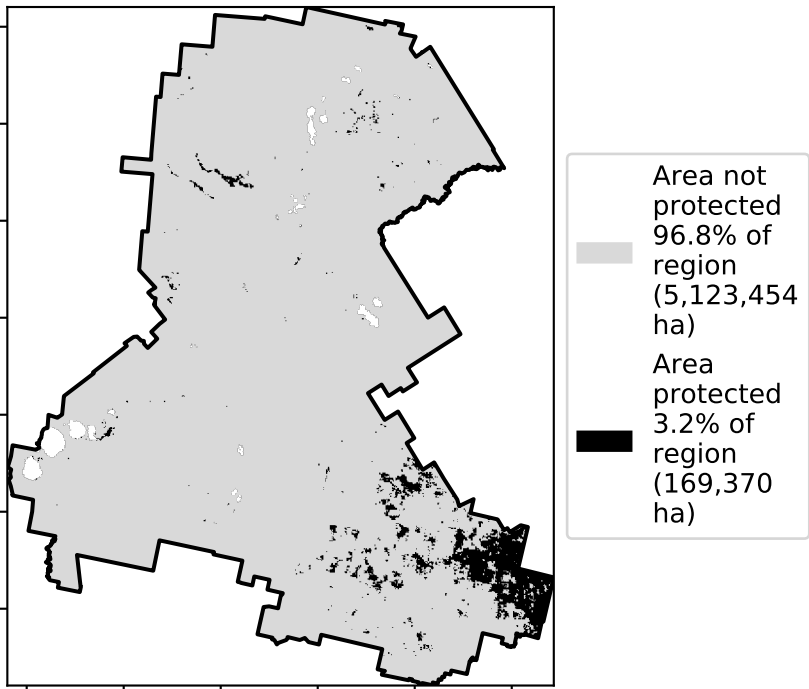 Area not
protected
96.8% of
region
(5,123,454
ha)
Area
protected
3.2% of
region
(169,370
ha)